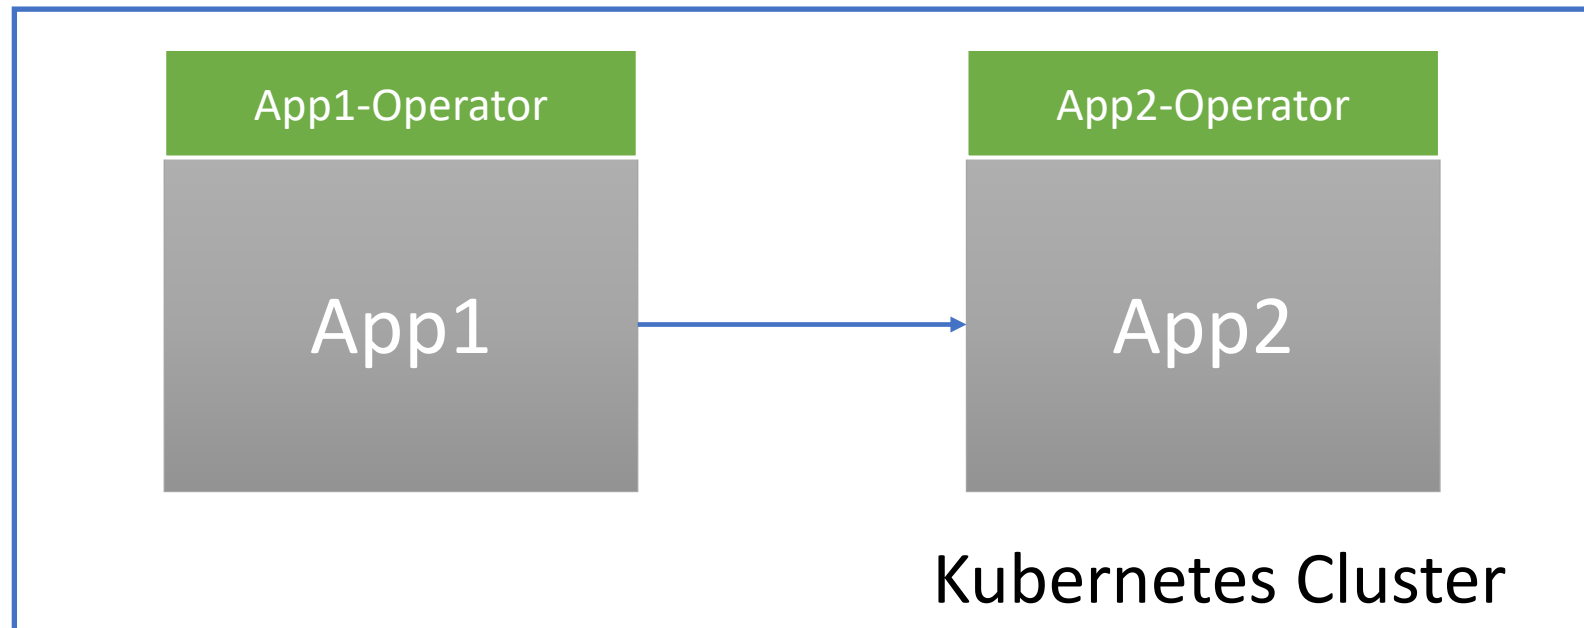 App1-Operator
App2-Operator
App1
App2
Kubernetes Cluster